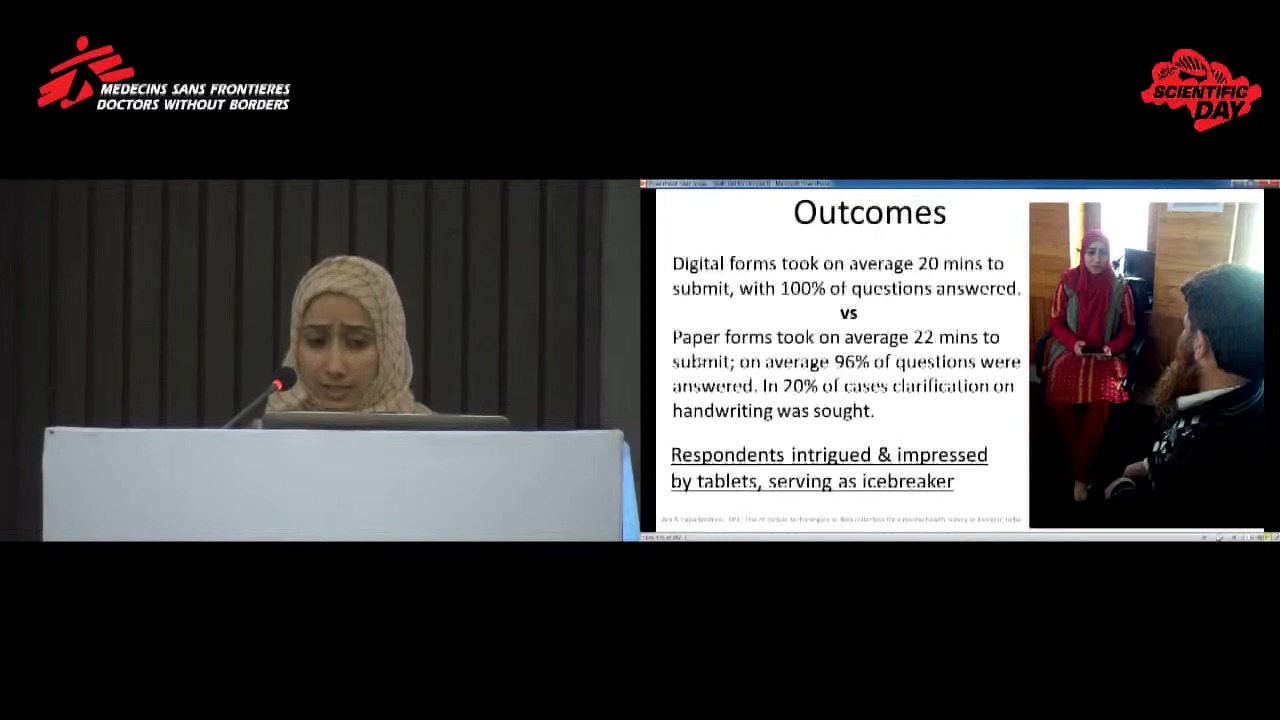 MEDECINS SANS FRONTIERES
DOCTORS WITHOUT BORDERS
SCIENTIFIC
DAY
Outcomes
Digital forms took on average 20 mins to
submit, with 100% of questions answered.
vs
Paper forms took on average 22 mins to
submit; on average 96% of questions were
answered. In 20% of cases clarification on
handwriting was sought.
Respondents intrigued & impressed
by tablets, serving as icebreaker